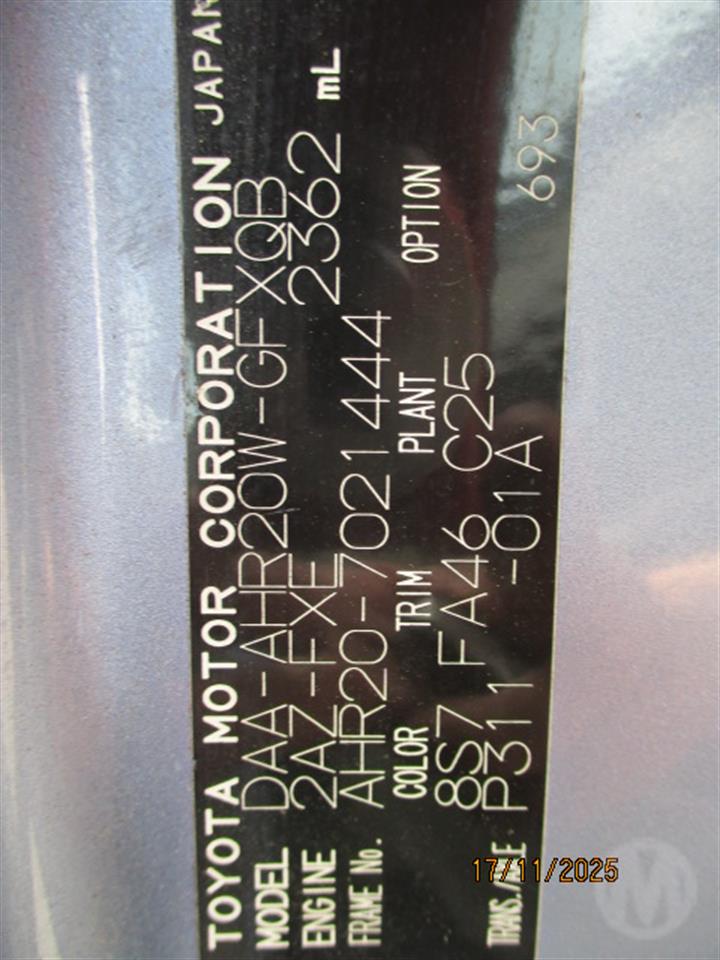 TOYOTA MOTOR CORPORATION JAPAN
MODEL DAA-AHR20W-GFXQB
ENGINE 2AZ-FXE 2362 mL
FRAME No. AHR20-7021444
COLOR TRIM PLANT OPTION
8S7 FA46 C25
TRANS./AXLE P311 -01A 693
17/11/2025
M